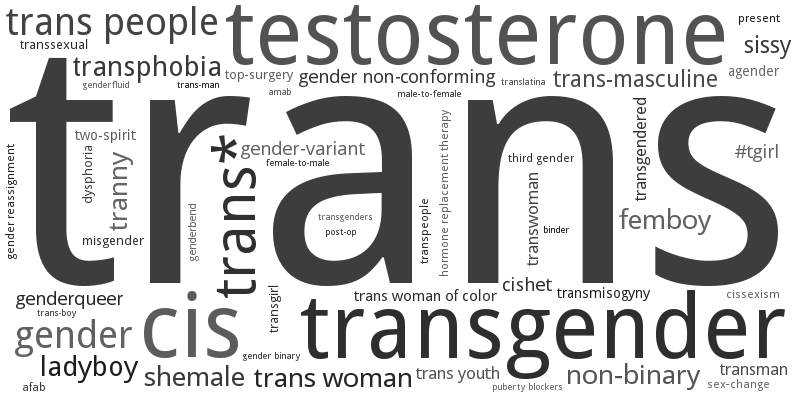 trans people
testosterone
present
transsexual
sissy
transphobia
top-surgery
gender non-conforming
translatina
trans-masculine
agender
genderfluid
trans-man
amab
male-to-female
trans
two-spirit
trans*
gender-variant
female-to-male
hormone replacement therapy
third gender
transgendered
#tgirl
gender reassignment
dysphoria
tranny
misgender
genderbend
transgenders
post-op
transpeople
transwoman
binder
femboy
genderqueer
trans-boy
cis
transgirl
trans woman of color
cishet
transmisogyny
cissexism
gender
transgender
gender binary
ladyboy
shemale
trans woman
trans youth
puberty blockers
non-binary
transman
sex-change
afab